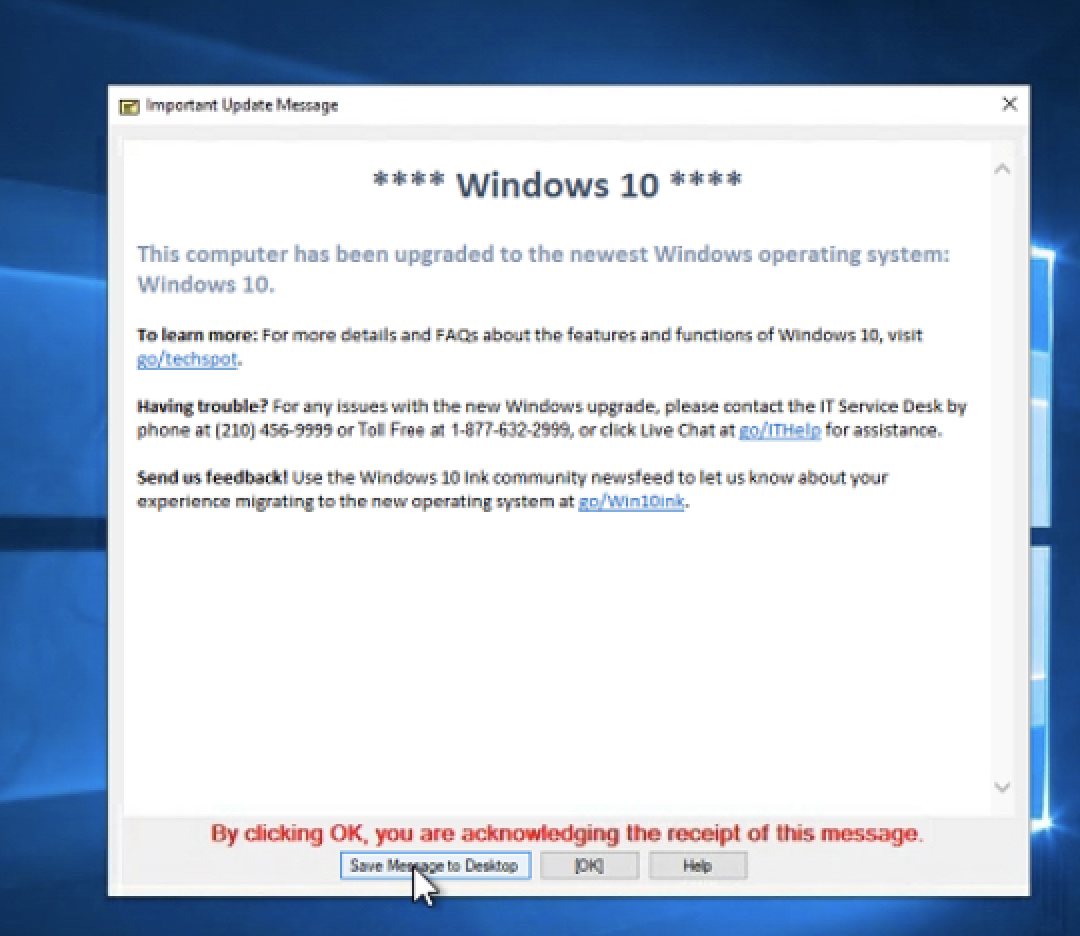 Important Update Message
**** Windows 10 ****
This computer has been upgraded to the newest Windows operating system:
Windows 10.
To learn more: For more details and FAQs about the features and functions of Windows 10, visit
go/techspot.
Having trouble? For any issues with the new Windows upgrade, please contact the IT Service Desk by
phone at (210) 456-9999 or Toll Free at 1-877-632-2999, or click Live Chat at go/ITHelp for assistance.
Send us feedback! Use the Windows 10 Ink community newsfeed to let us know about your
experience migrating to the new operating system at go/Win10ink.
By clicking OK, you are acknowledging the receipt of this message.
Save Message to Desktop [OK] Help